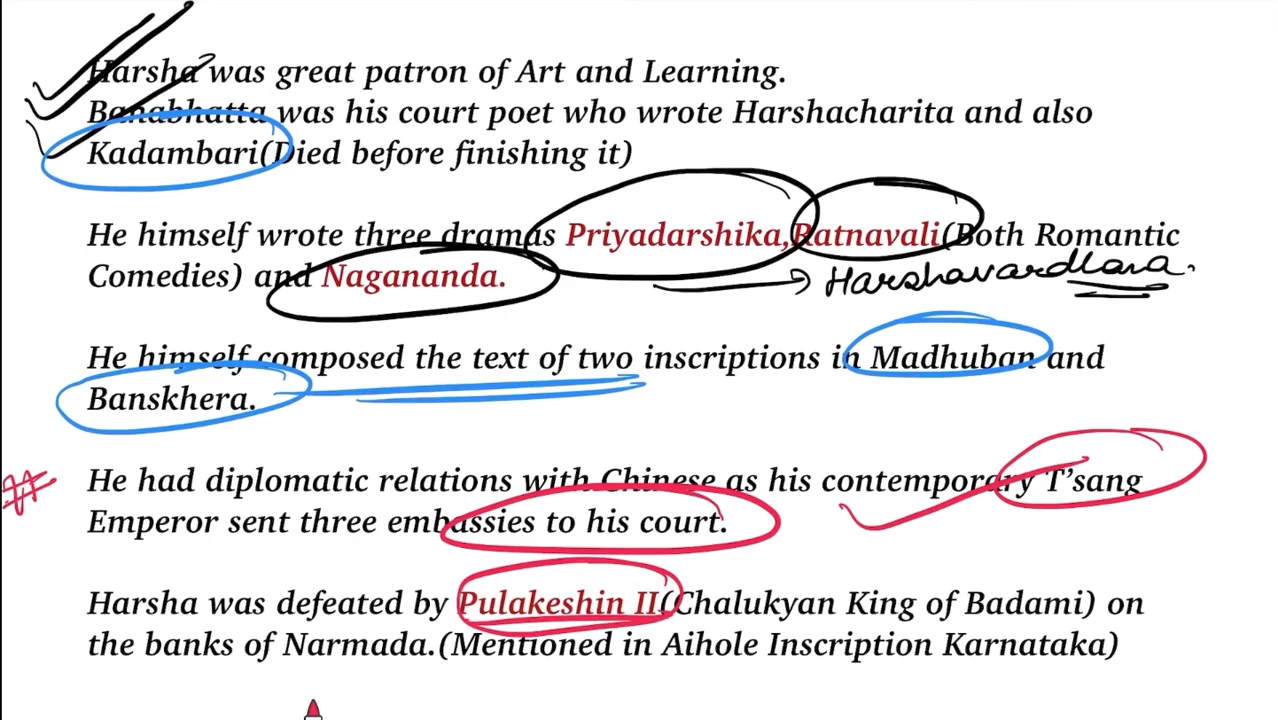 Harsha was great patron of Art and Learning.
Banabhatta was his court poet who wrote Harshacharita and also
Kadambari(Died before finishing it)
He himself wrote three dramas Priyadarshika,Ratnavali(Both Romantic
Comedies) and Nagananda.
Harshavardhana.
He himself composed the text of two inscriptions in Madhuban and
Banskhera.
He had diplomatic relations with Chinese as his contemporary T’sang
Emperor sent three embassies to his court.
Harsha was defeated by Pulakeshin II(Chalukyan King of Badami) on
the banks of Narmada.(Mentioned in Aihole Inscription Karnataka)